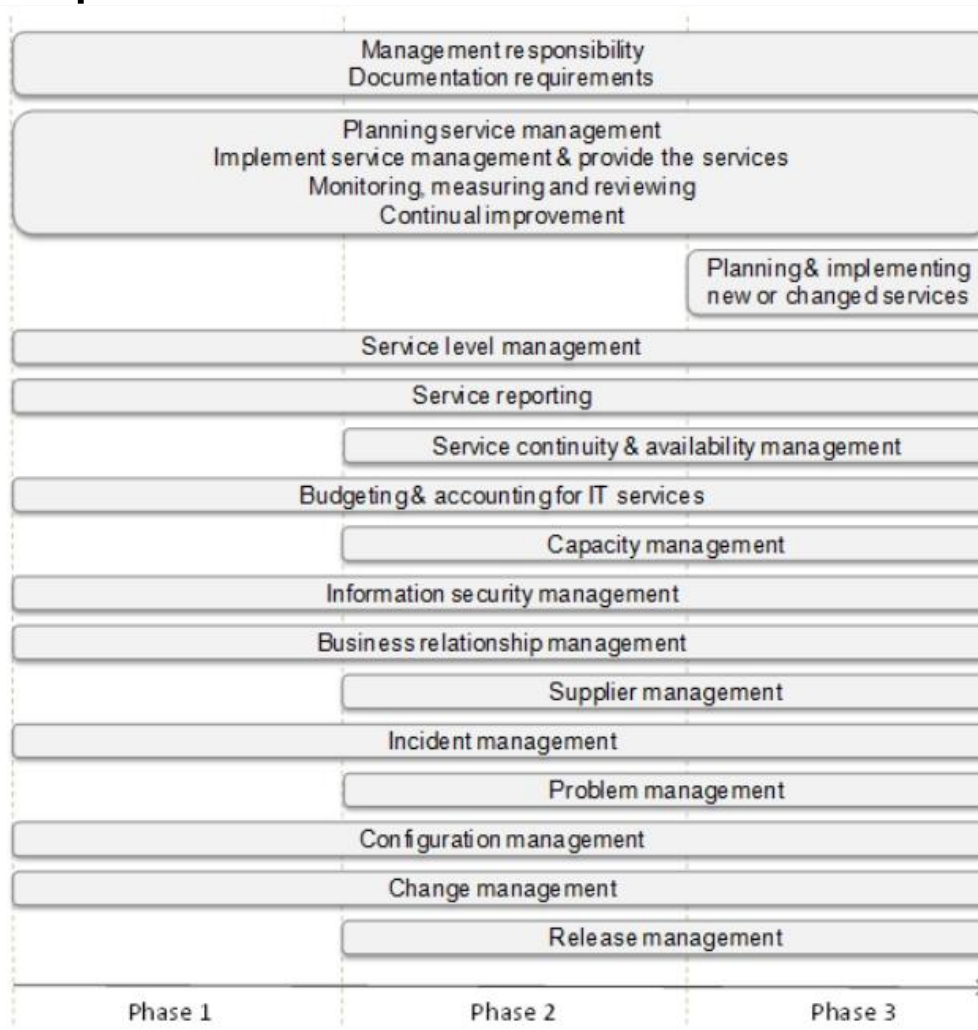 Management responsibility
Documentation requirements
Planning service management
Implement service management & provide the services
Monitoring, measuring and reviewing
Continual improvement
Planning & implementing
new or changed services
Service level management
Service reporting
Service continuity & availability management
Budgeting & accounting for IT services
Capacity management
Information security management
Business relationship management
Supplier management
Incident management
Problem management
Configuration management
Change management
Release management
Phase 1
Phase 2
Phase 3